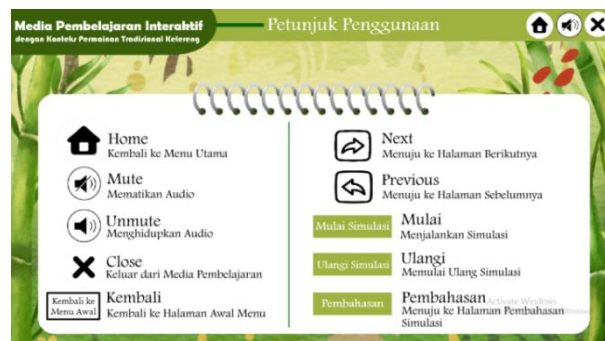 Media Pembelajaran Interaktif
dengan Konteks Permainan Tradisional Kelereng
Petunjuk Penggunaan
Home
Kembali ke Menu Utama
Mute
Mematikan Audio
Unmute
Menghidupkan Audio
Close
Keluar dari Media Pembelajaran
Kembali ke
Menu Awal
Kembali
Kembali ke Halaman Awal Menu
Next
Menuju ke Halaman Berikutnya
Previous
Menuju ke Halaman Sebelumnya
Mulai Simulasi
Mulai
Menjalankan Simulasi
Ulangi Simulasi
Ulangi
Memulai Ulang Simulasi
Pembahasan
Pembahasan
Menuju ke Halaman Pembahasan
Simulasi
Activate Windows